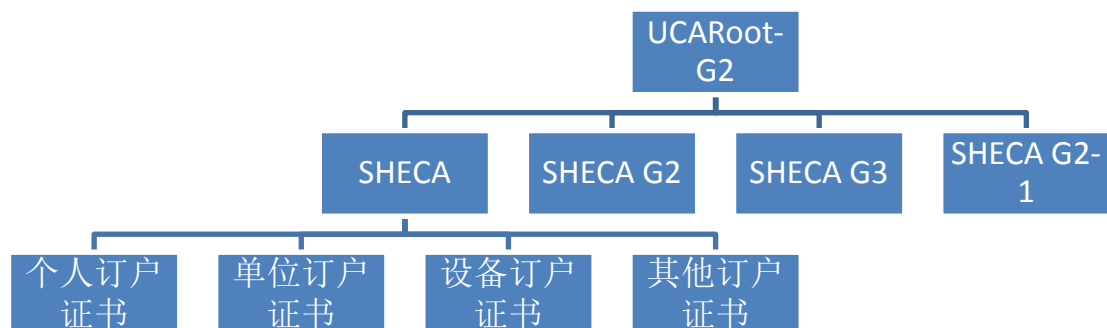 UCARoot-
G2
SHECA
SHECA G2
SHECA G3
SHECA G2-
1
个人订户
证书
单位订户
证书
设备订户
证书
其他订户
证书